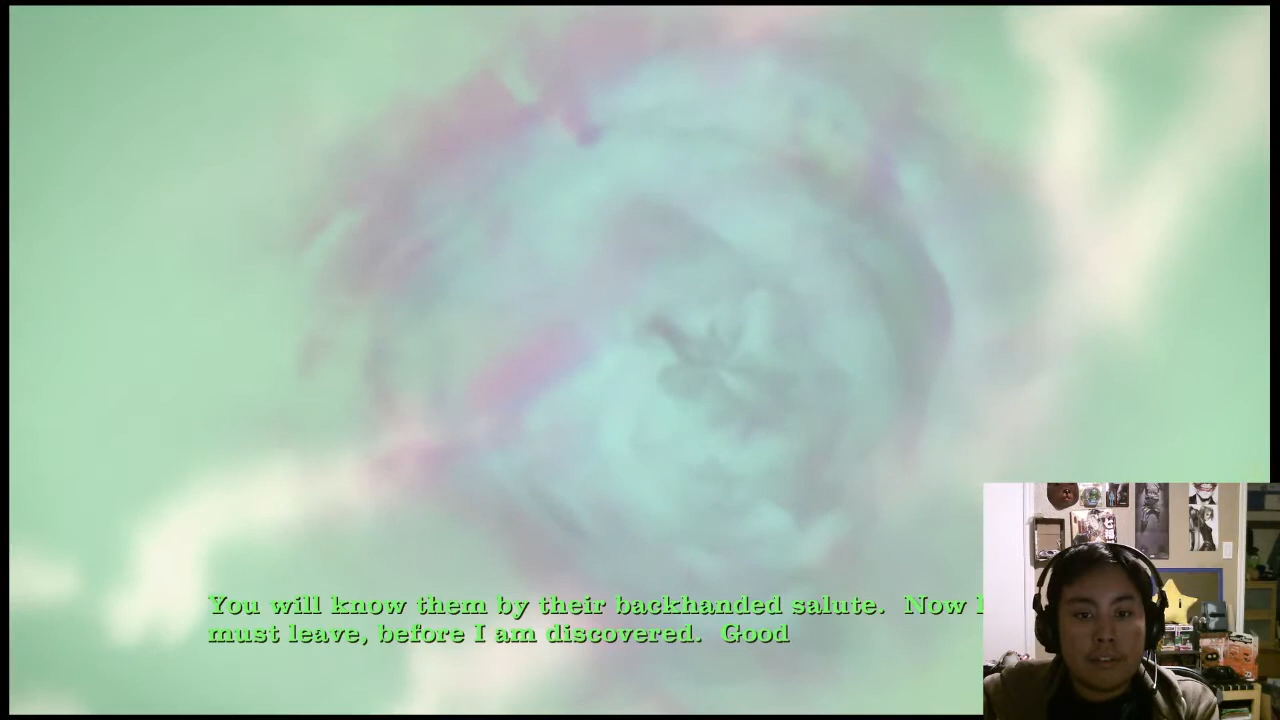 You will know them by their backhanded salute. Now I
must leave, before I am discovered. Good